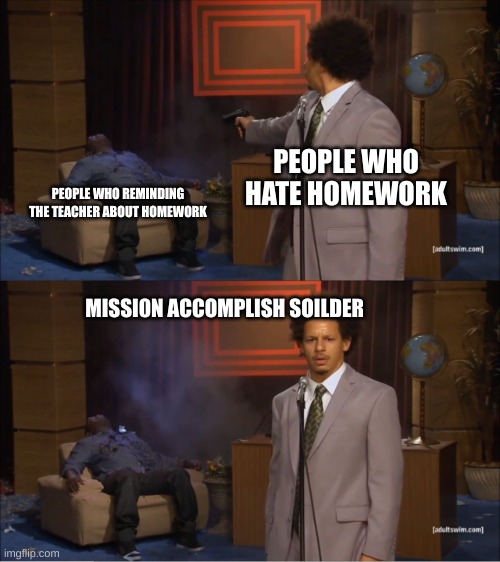 PEOPLE WHO
HATE HOMEWORK
PEOPLE WHO REMINDING
THE TEACHER ABOUT HOMEWORK
[adultswim.com]
MISSION ACCOMPLISH SOILDER
[adultswim.com]
imgflip.com